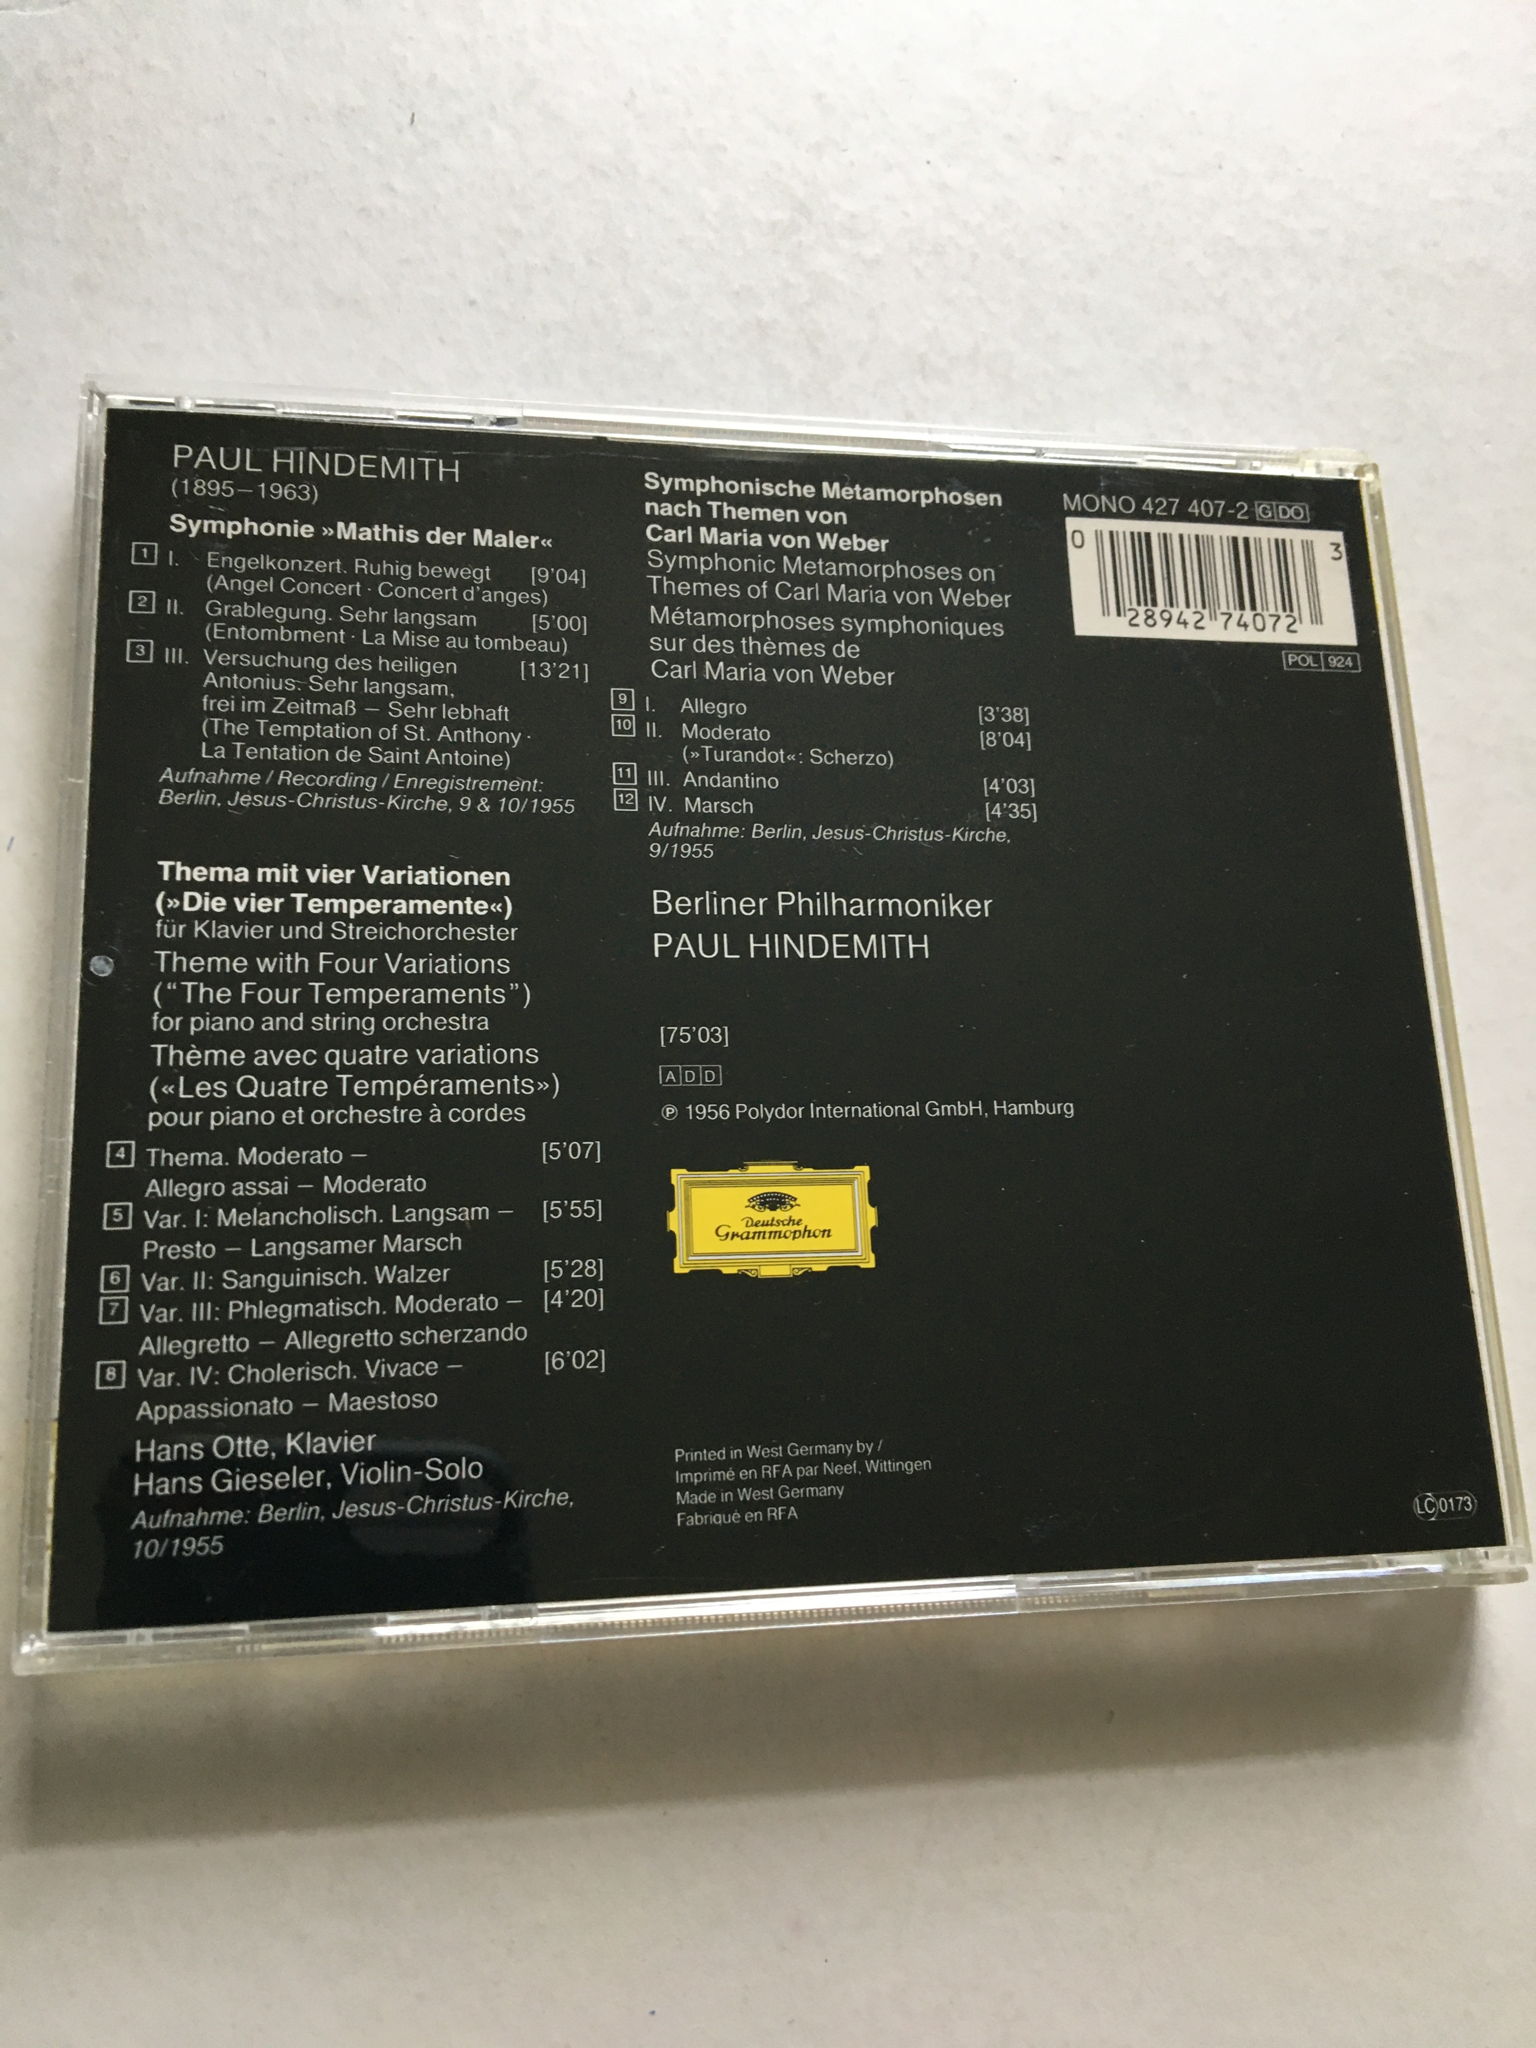 PAUL HINDEMITH
(1895–1963)
Symphonie »Mathis der Maler«
1 I. Engelkonzert. Ruhig bewegt [9'04]
(Angel Concert · Concert d'anges)
2 II. Grablegung. Sehr langsam [5'00]
(Entombment · La Mise au tombeau)
3 III. Versuchung des heiligen [13'21]
Antonius. Sehr langsam,
frei im Zeitmaß – Sehr lebhaft
(The Temptation of St. Anthony ·
La Tentation de Saint Antoine)
Aufnahme / Recording / Enregistrement:
Berlin, Jesus-Christus-Kirche, 9 & 10/1955
Thema mit vier Variationen
(»Die vier Temperamente«)
für Klavier und Streichorchester
Theme with Four Variations
(“The Four Temperaments”)
for piano and string orchestra
Thème avec quatre variations
(«Les Quatre Tempéraments»)
pour piano et orchestre à cordes
4 Thema. Moderato – [5'07]
Allegro assai – Moderato
5 Var. I: Melancholisch. Langsam – [5'55]
Presto – Langsamer Marsch
6 Var. II: Sanguinisch. Walzer [5'28]
7 Var. III: Phlegmatisch. Moderato – [4'20]
Allegretto – Allegretto scherzando
8 Var. IV: Cholerisch. Vivace – [6'02]
Appassionato – Maestoso
Hans Otte, Klavier
Hans Gieseler, Violin-Solo
Aufnahme: Berlin, Jesus-Christus-Kirche,
10/1955
Symphonische Metamorphosen
nach Themen von
Carl Maria von Weber
Symphonic Metamorphoses on
Themes of Carl Maria von Weber
Métamorphoses symphoniques
sur des thèmes de
Carl Maria von Weber
9 I. Allegro [3'38]
10 II. Moderato [8'04]
(»Turandot«: Scherzo)
11 III. Andantino [4'03]
12 IV. Marsch [4'35]
Aufnahme: Berlin, Jesus-Christus-Kirche,
9/1955
Berliner Philharmoniker
PAUL HINDEMITH
[75'03]
ADD
℗ 1956 Polydor International GmbH, Hamburg
Deutsche
Grammophon
Printed in West Germany by /
Imprimé en RFA par Neef, Wittingen
Made in West Germany
Fabriqué en RFA
MONO 427 407-2 G DO
0 28942 74072 3
POL 924
LC 0173